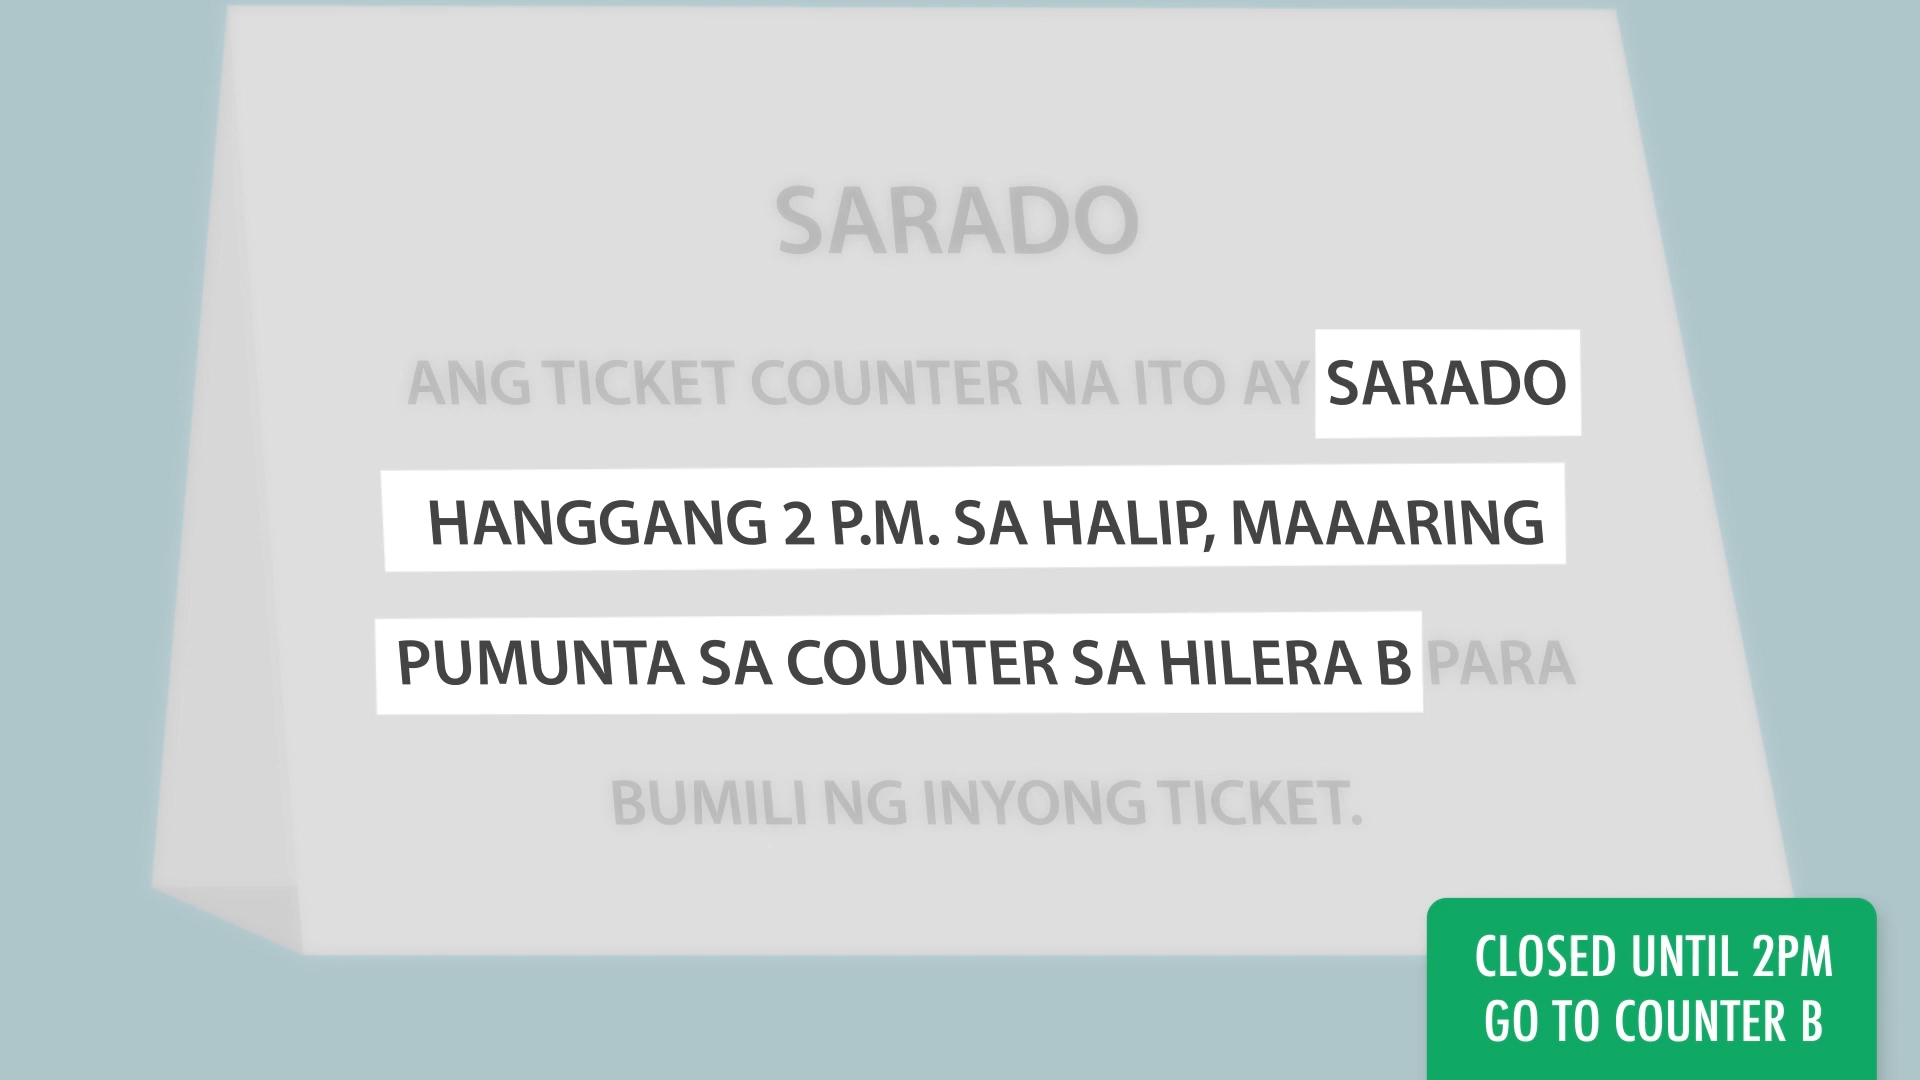 SARADO
ANG TICKET COUNTER NA ITO AY SARADO
HANGGANG 2 P.M. SA HALIP, MAAARING
PUMUNTA SA COUNTER SA HILERA B PARA
BUMILI NG INYONG TICKET.
CLOSED UNTIL 2PM
GO TO COUNTER B